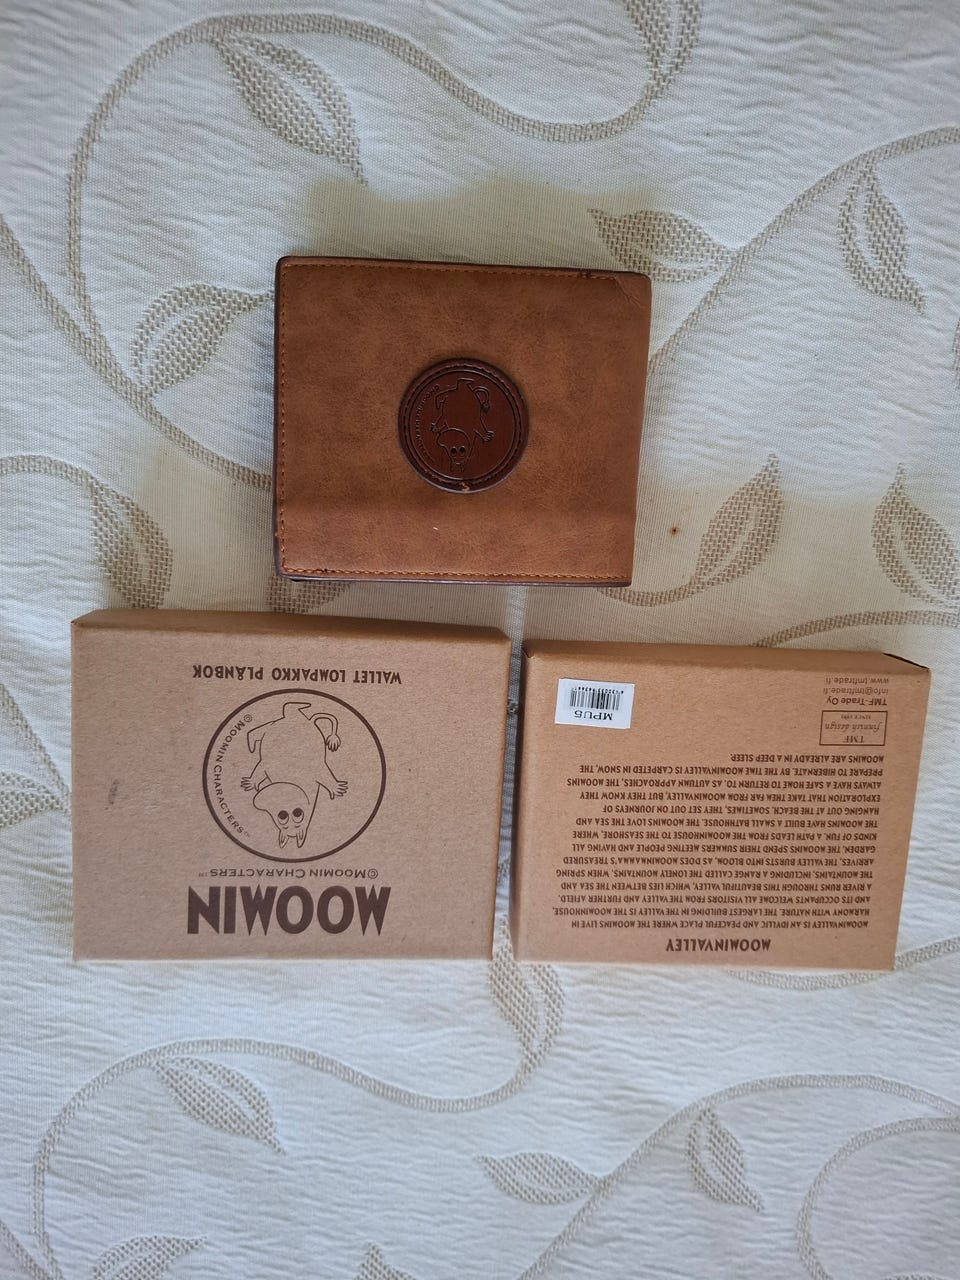 MOOMIN
©MOOMIN CHARACTERS™
©MOOMIN CHARACTERS™
WALLET LOMPAKKO PLÅNBOK
MOOMINVALLEY
MOOMINVALLEY IS AN IDYLLIC AND PEACEFUL PLACE WHERE THE MOOMINS LIVE IN
HARMONY WITH NATURE. THE LARGEST BUILDING IN THE VALLEY IS THE MOOMINHOUSE,
AND ITS OCCUPANTS WELCOME ALL VISITORS FROM THE VALLEY AND FURTHER AFIELD.
A RIVER RUNS THROUGH THIS BEAUTIFUL VALLEY, WHICH LIES BETWEEN THE SEA AND
THE MOUNTAINS, INCLUDING A RANGE CALLED THE LONELY MOUNTAINS. WHEN SPRING
ARRIVES, THE VALLEY BURSTS INTO BLOOM, AS DOES MOOMINMAMMA'S TREASURED
GARDEN. THE MOOMINS SPEND THEIR SUMMERS MEETING PEOPLE AND HAVING ALL
KINDS OF FUN. A PATH LEADS FROM THE MOOMINHOUSE TO THE SEASHORE, WHERE
THE MOOMINS HAVE BUILT A SMALL BATHHOUSE. THE MOOMINS LOVE THE SEA AND
HANGING OUT AT THE BEACH. SOMETIMES, THEY SET OUT ON JOURNEYS OF
EXPLORATION THAT TAKE THEM FAR FROM MOOMINVALLEY, BUT THEY KNOW THEY
ALWAYS HAVE A SAFE HOME TO RETURN TO. AS AUTUMN APPROACHES, THE MOOMINS
PREPARE TO HIBERNATE. BY THE TIME MOOMINVALLEY IS CARPETED IN SNOW, THE
MOOMINS ARE ALREADY IN A DEEP SLEEP.
TMF
SINCE 1991
finnish design
TMF-Trade Oy
info@tmftrade.fi
www.tmftrade.fi
MPU5